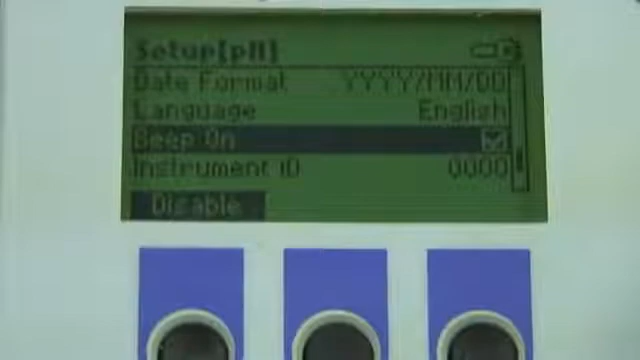 Setup[pH]
Date Format YYYY/MM/DD
Language English
Beep On
Instrument ID 0000
Disable